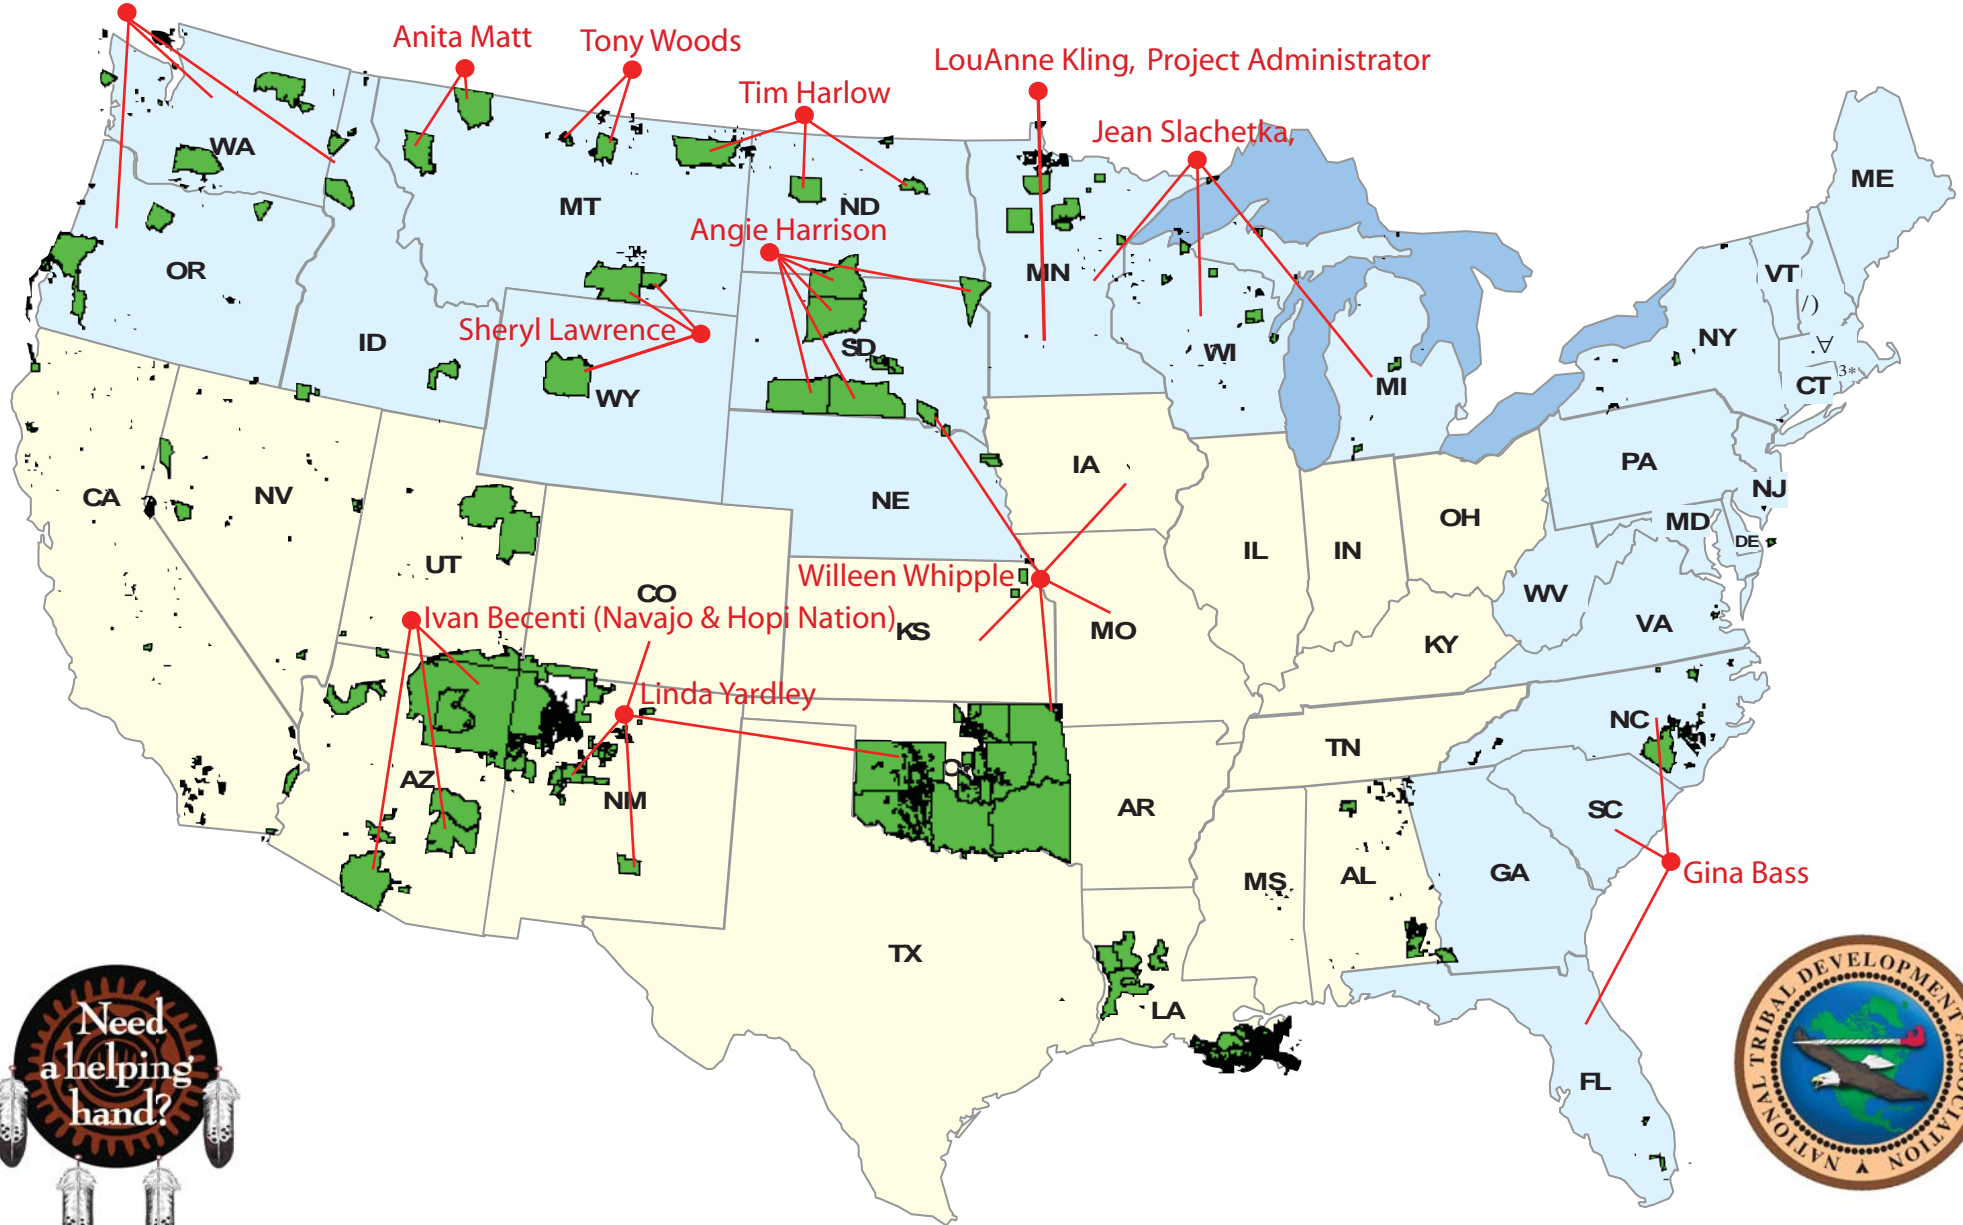 Anita Matt
Tony Woods
LouAnne Kling, Project Administrator
Tim Harlow
Jean Slachetka,
WA
ME
MT
ND
Angie Harrison
OR
MN
VT
ID
Sheryl Lawrence
SD
WI
NY
MI
CT
WY
IA
PA
CA
NV
NE
NJ
OH
MD
DE
IL
IN
UT
Willeen Whipple
CO
WV
Ivan Becenti (Navajo & Hopi Nation)
KS
MO
KY
VA
Linda Yardley
NC
TN
AZ
NM
AR
SC
MS
AL
GA
Gina Bass
TX
LA
FL
Need
a helping
hand?
NATIONAL TRIBAL DEVELOPMENT ASSOCIATION